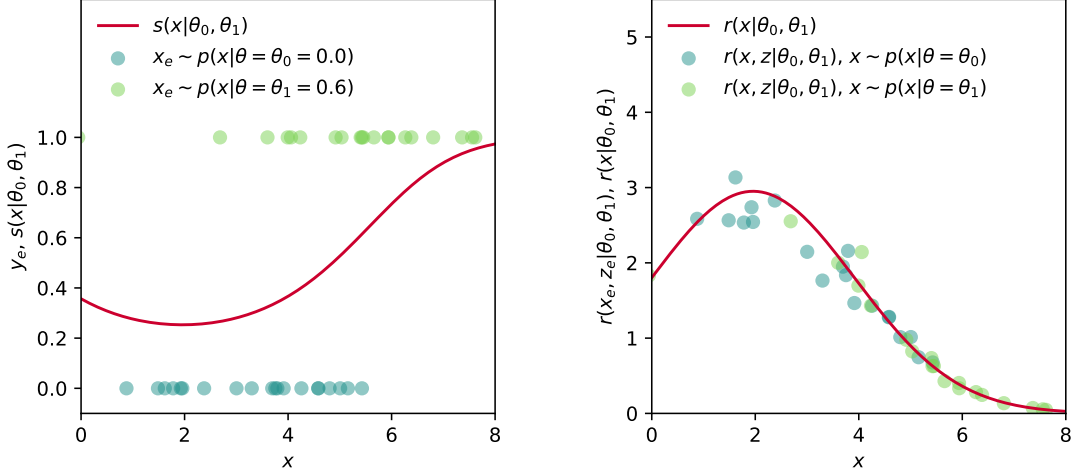 s(x|θ₀, θ₁)
xₑ ~ p(x|θ = θ₀ = 0.0)
xₑ ~ p(x|θ = θ₁ = 0.6)
1.0
0.8
0.6
0.4
0.2
0.0
yₑ, s(x|θ₀, θ₁)
0 2 4 6 8
x
r(x|θ₀, θ₁)
r(x, z|θ₀, θ₁), x ~ p(x|θ = θ₀)
r(x, z|θ₀, θ₁), x ~ p(x|θ = θ₁)
5
4
3
2
1
0
r(xₑ, zₑ|θ₀, θ₁), r(x|θ₀, θ₁)
0 2 4 6 8
x